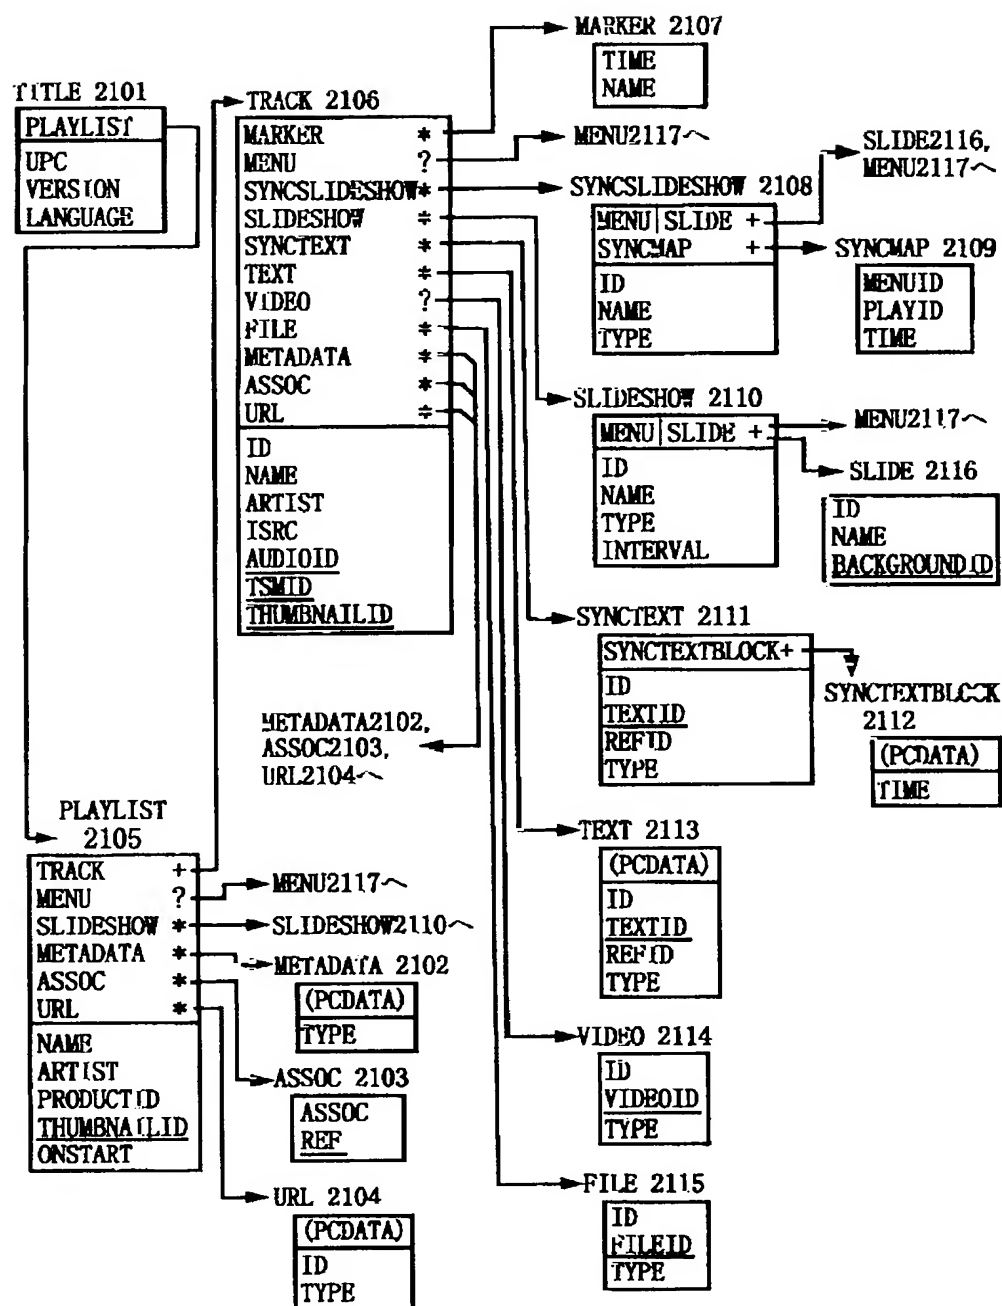 TITLE 2101
PLAYLIST
UPC
VERSION
LANGUAGE
TRACK 2106
MARKER *
MENU ?
SYNCSLIDESHOW*
SLIDESHOW *
SYNCTEXT *
TEXT *
VIDEO ?
FILE *
METADATA *
ASSOC *
URL *
ID
NAME
ARTIST
ISRC
AUDIOID
TSMID
THUMBNAILID
METADATA2102,
ASSOC2103,
URL2104~
PLAYLIST
2105
TRACK +
MENU ?
SLIDESHOW *
METADATA *
ASSOC *
URL *
NAME
ARTIST
PRODUCTID
THUMBNAILID
ONSTART
MENU2117~
SLIDESHOW2110~
METADATA 2102
(PCDATA)
TYPE
ASSOC 2103
ASSOC
REF
URL 2104
(PCDATA)
ID
TYPE
MARKER 2107
TIME
NAME
MENU2117~
SYNCSLIDESHOW 2108
MENU|SLIDE +
SYNCMAP +
ID
NAME
TYPE
SLIDE2116,
MENU2117~
SYNCMAP 2109
MENUID
PLAYID
TIME
SLIDESHOW 2110
MENU|SLIDE +
ID
NAME
TYPE
INTERVAL
MENU2117~
SLIDE 2116
ID
NAME
BACKGROUNDID
SYNCTEXT 2111
SYNCTEXTBLOCK+
ID
TEXTID
REFID
TYPE
SYNCTEXTBLOCK
2112
(PCDATA)
TIME
TEXT 2113
(PCDATA)
ID
TEXTID
REFID
TYPE
VIDEO 2114
ID
VIDEOID
TYPE
FILE 2115
ID
FILEID
TYPE